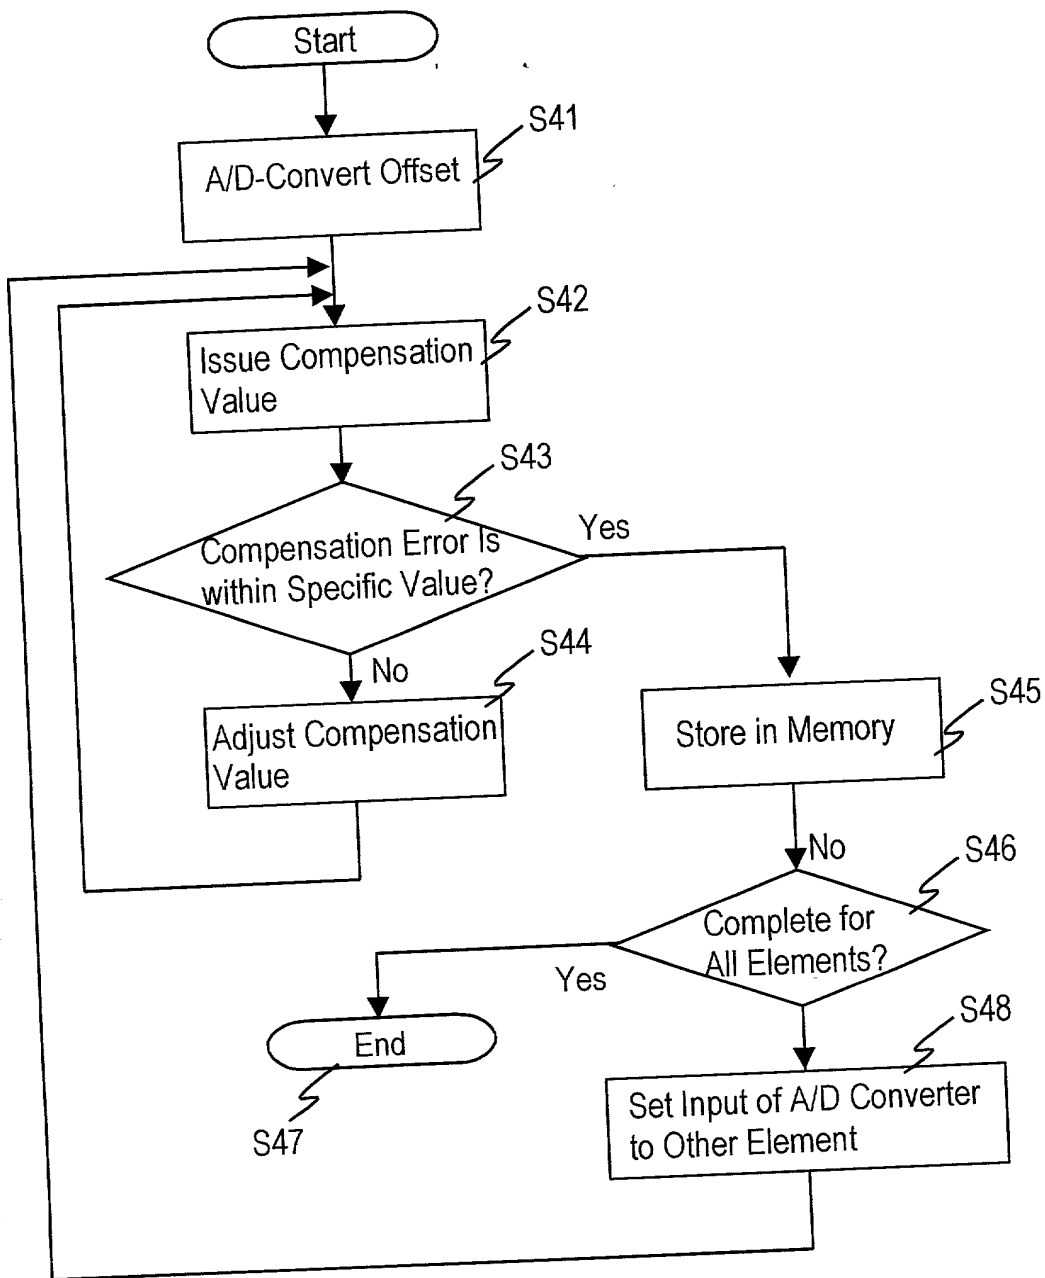 Start
S41
A/D-Convert Offset
S42
Issue Compensation
Value
S43
Yes
Compensation Error Is
within Specific Value?
S44
No
Adjust Compensation
Value
S45
Store in Memory
No
S46
Complete for
All Elements?
Yes
End
S47
S48
Set Input of A/D Converter
to Other Element